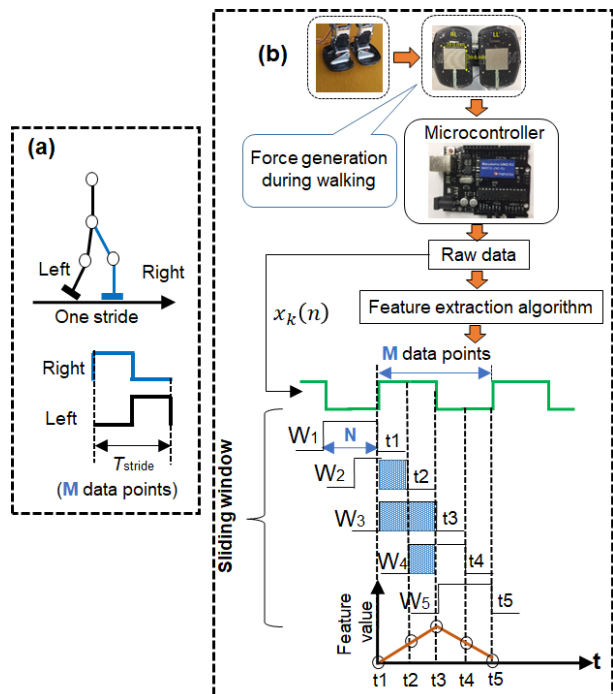 (a)
Left
Right
One stride
Right
Left
Tstride
(M data points)
(b)
RL
LL
Force generation
during walking
Microcontroller
Raw data
Feature extraction algorithm
xk(n)
M data points
Sliding window
W1
N
t1
W2
t2
W3
t3
W4
t4
W5
t5
Feature
value
t
t1
t2
t3
t4
t5